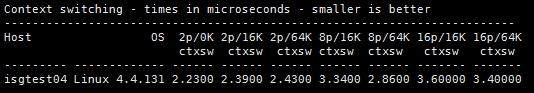 Context switching - times in microseconds - smaller is better
-------------------------------------------------------------------------
Host                 OS  2p/0K 2p/16K 2p/64K 8p/16K 8p/64K 16p/16K 16p/64K
                         ctxsw  ctxsw  ctxsw ctxsw  ctxsw   ctxsw   ctxsw
--------- ------------- ------ ------ ------ ------ ------ ------- -------
isgtest04 Linux 4.4.131 2.2300 2.3900 2.4300 3.3400 2.8600 3.60000 3.40000